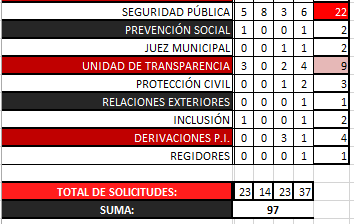 SEGURIDAD PÚBLICA 5 8 3 6 22
PREVENCIÓN SOCIAL 1 0 0 1 2
JUEZ MUNICIPAL 0 0 1 1 2
UNIDAD DE TRANSPARENCIA 3 0 2 4 9
PROTECCIÓN CIVIL 0 0 1 2 3
RELACIONES EXTERIORES 0 0 0 1 1
INCLUSIÓN 1 0 0 1 2
DERIVACIONES P.I. 0 0 3 1 4
REGIDORES 0 0 0 1 1
TOTAL DE SOLICITUDES: 23 14 23 37
SUMA: 97